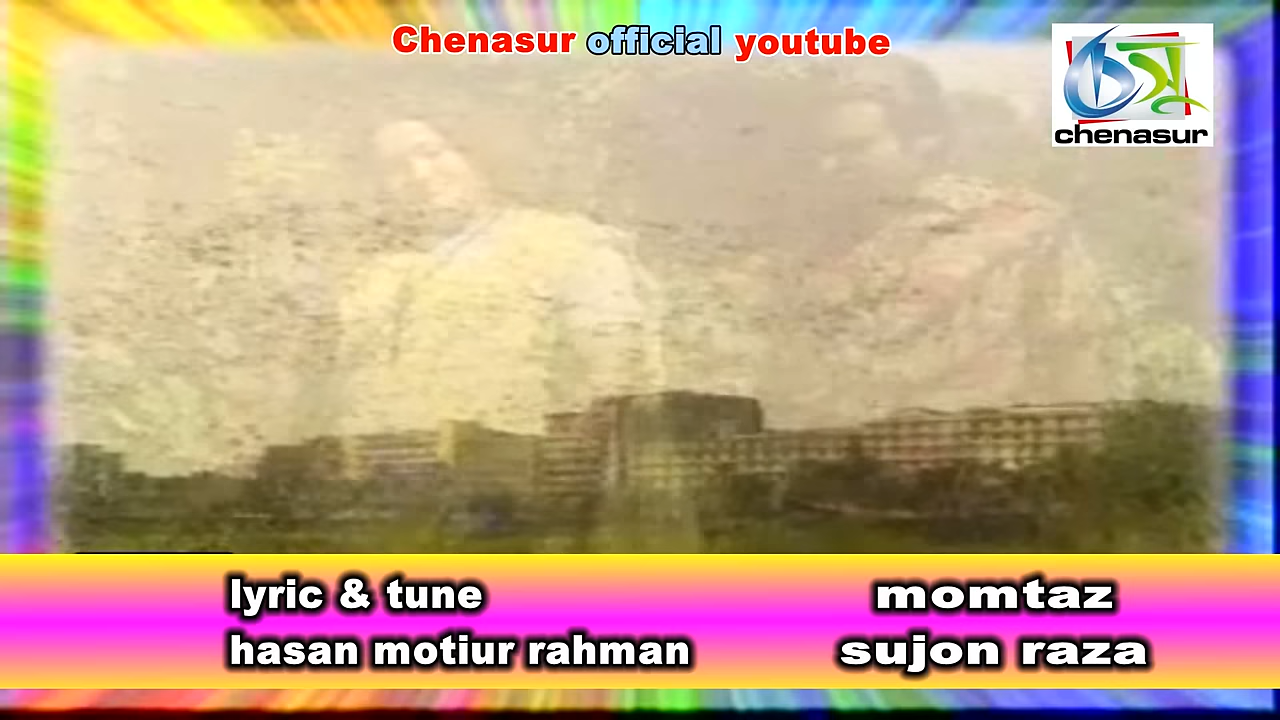 Chenasur official youtube
চেসু
chenasur
lyric & tune
hasan motiur rahman
momtaz
sujon raza